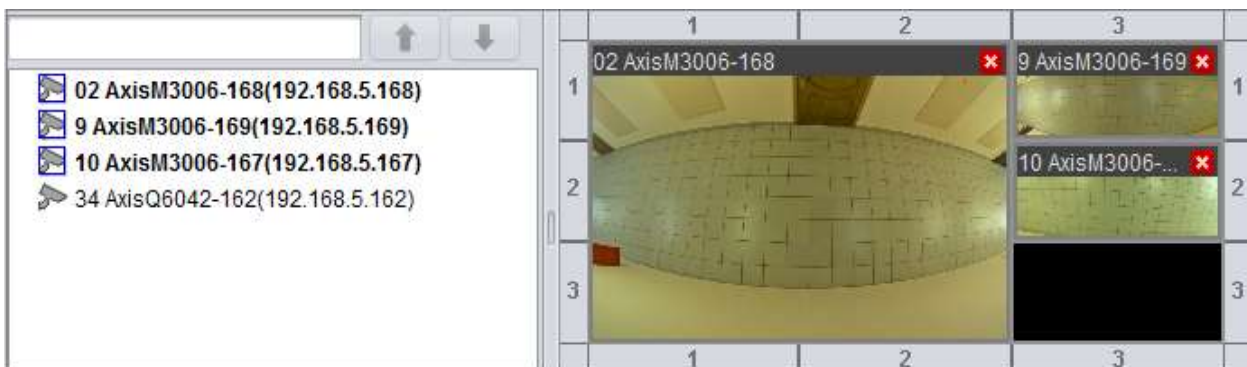 02 AxisM3006-168(192.168.5.168)
9 AxisM3006-169(192.168.5.169)
10 AxisM3006-167(192.168.5.167)
34 AxisQ6042-162(192.168.5.162)
1 2 3
02 AxisM3006-168 9 AxisM3006-169
1 1
10 AxisM3006-...
2 2
3 3
1 2 3